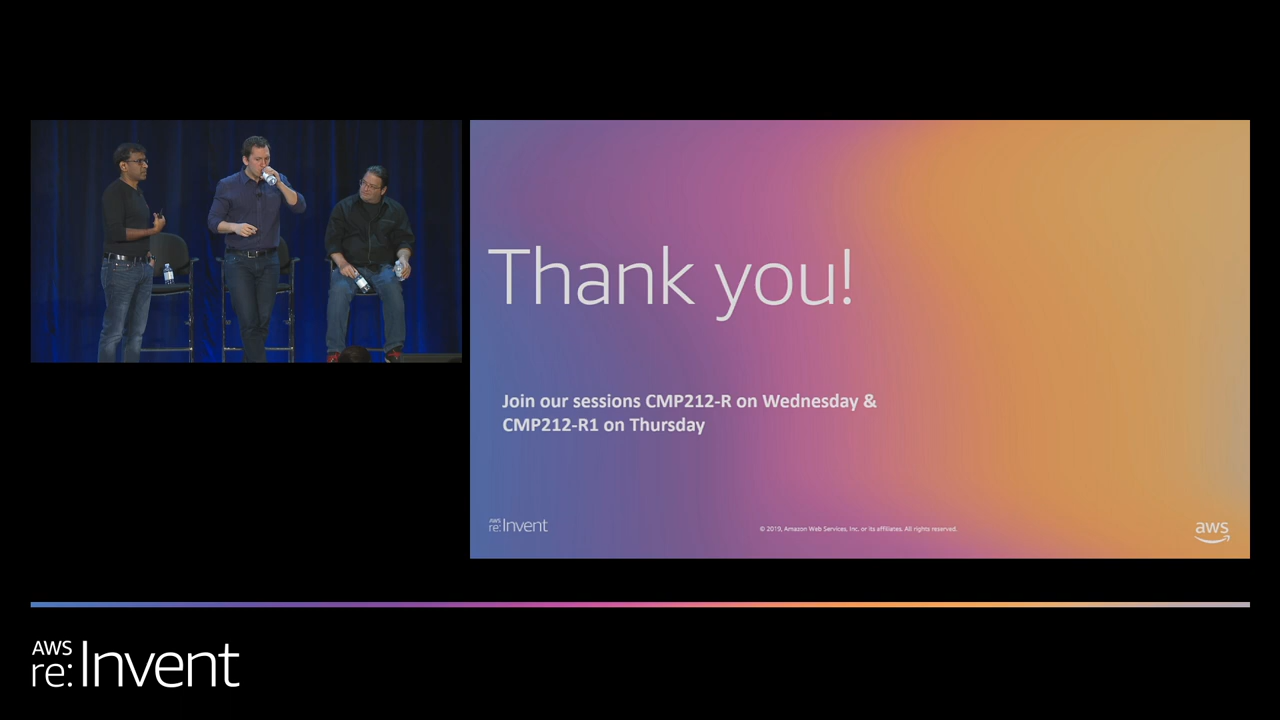 Thank you!
Join our sessions CMP212-R on Wednesday &
CMP212-R1 on Thursday
AWS
re:Invent
© 2019, Amazon Web Services, Inc. or its affiliates. All rights reserved.
aws
AWS
re:Invent